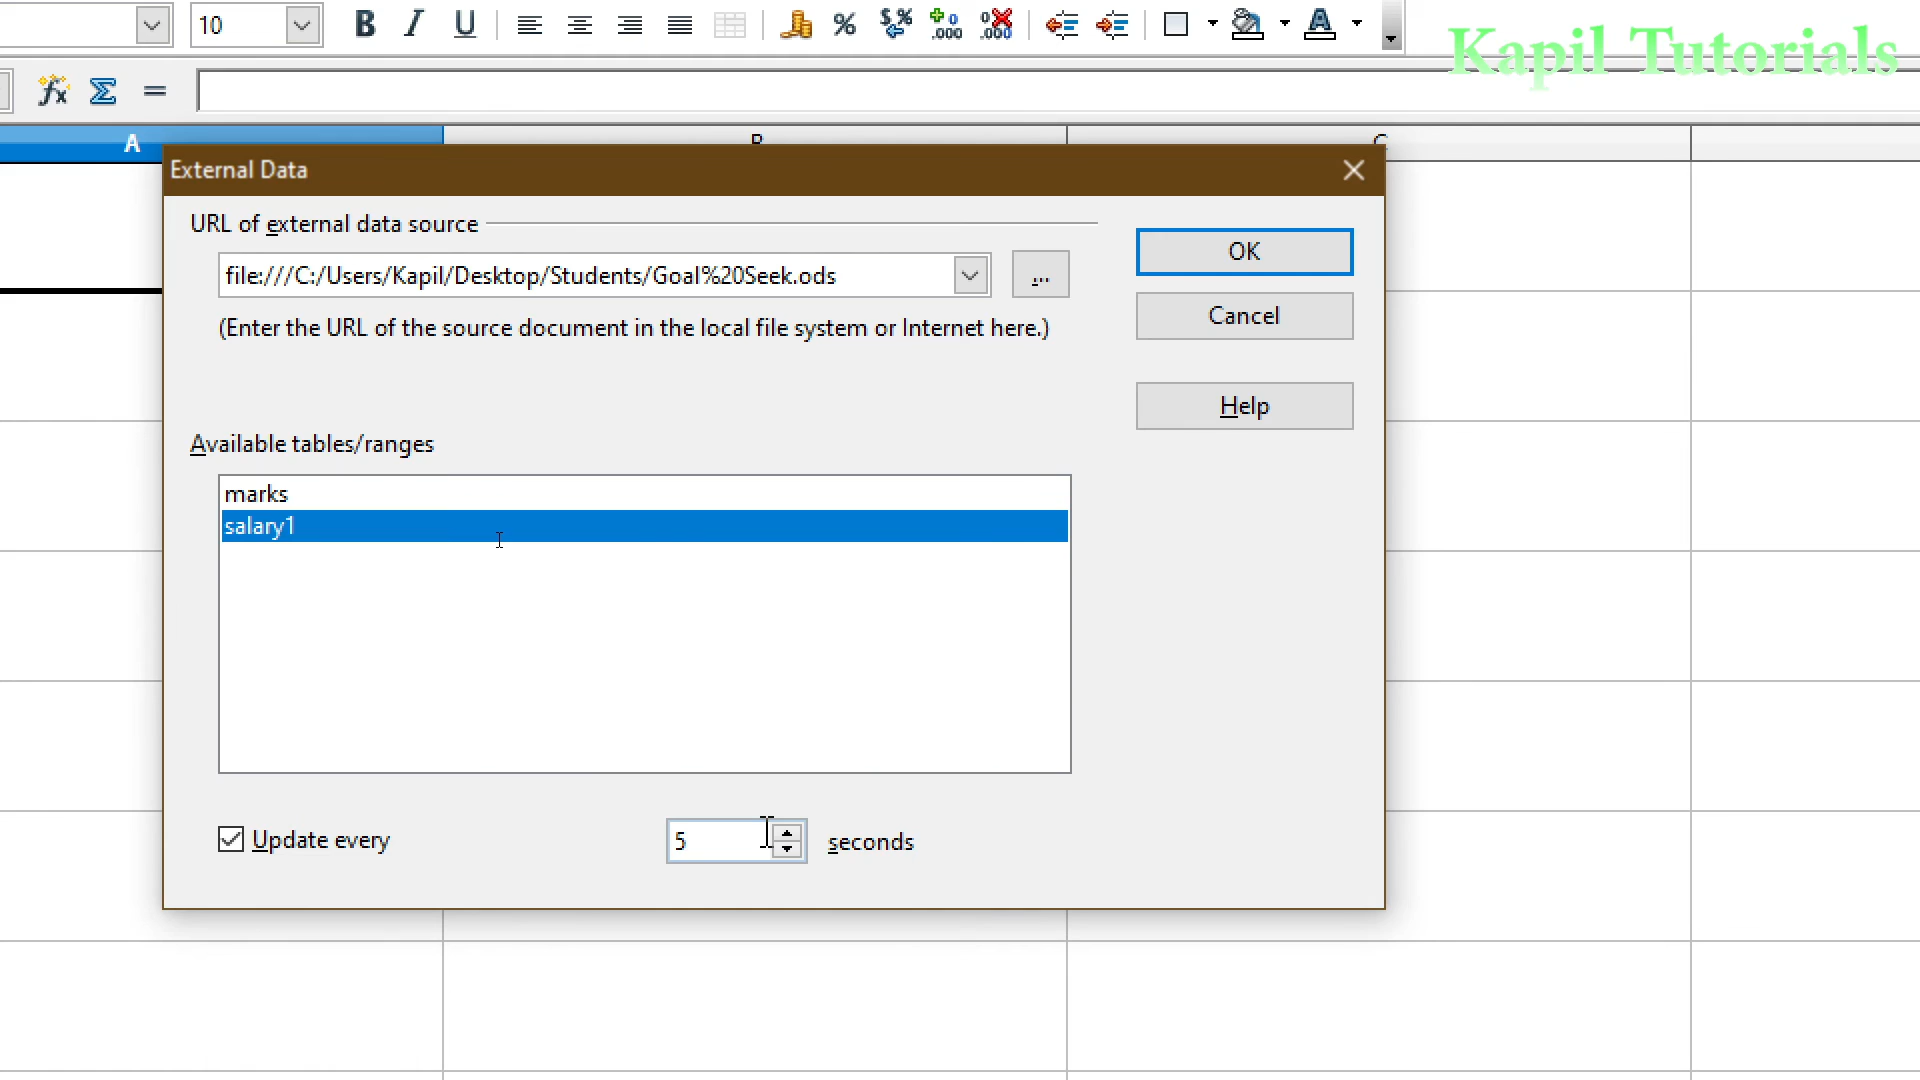 10
B I U
%
Kapil Tutorials
fx Σ =
A B C
External Data
URL of external data source
file:///C:/Users/Kapil/Desktop/Students/Goal%20Seek.ods
...
OK
(Enter the URL of the source document in the local file system or Internet here.)
Cancel
Help
Available tables/ranges
marks
salary1
Update every 5 seconds